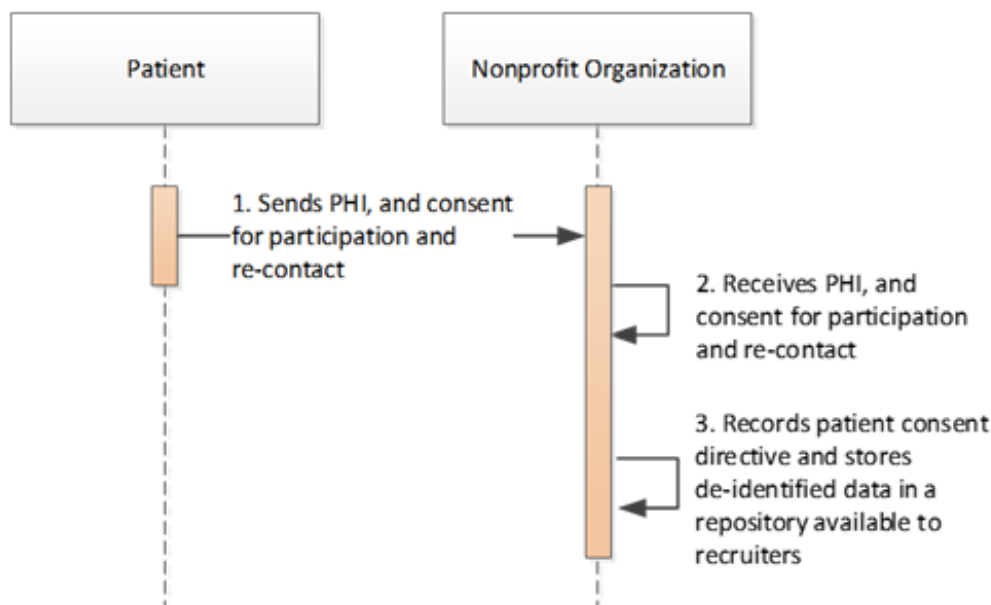 Patient
Nonprofit Organization
1. Sends PHI, and consent
for participation and
re-contact
2. Receives PHI, and
consent for participation
and re-contact
3. Records patient consent
directive and stores
de-identified data in a
repository available to
recruiters